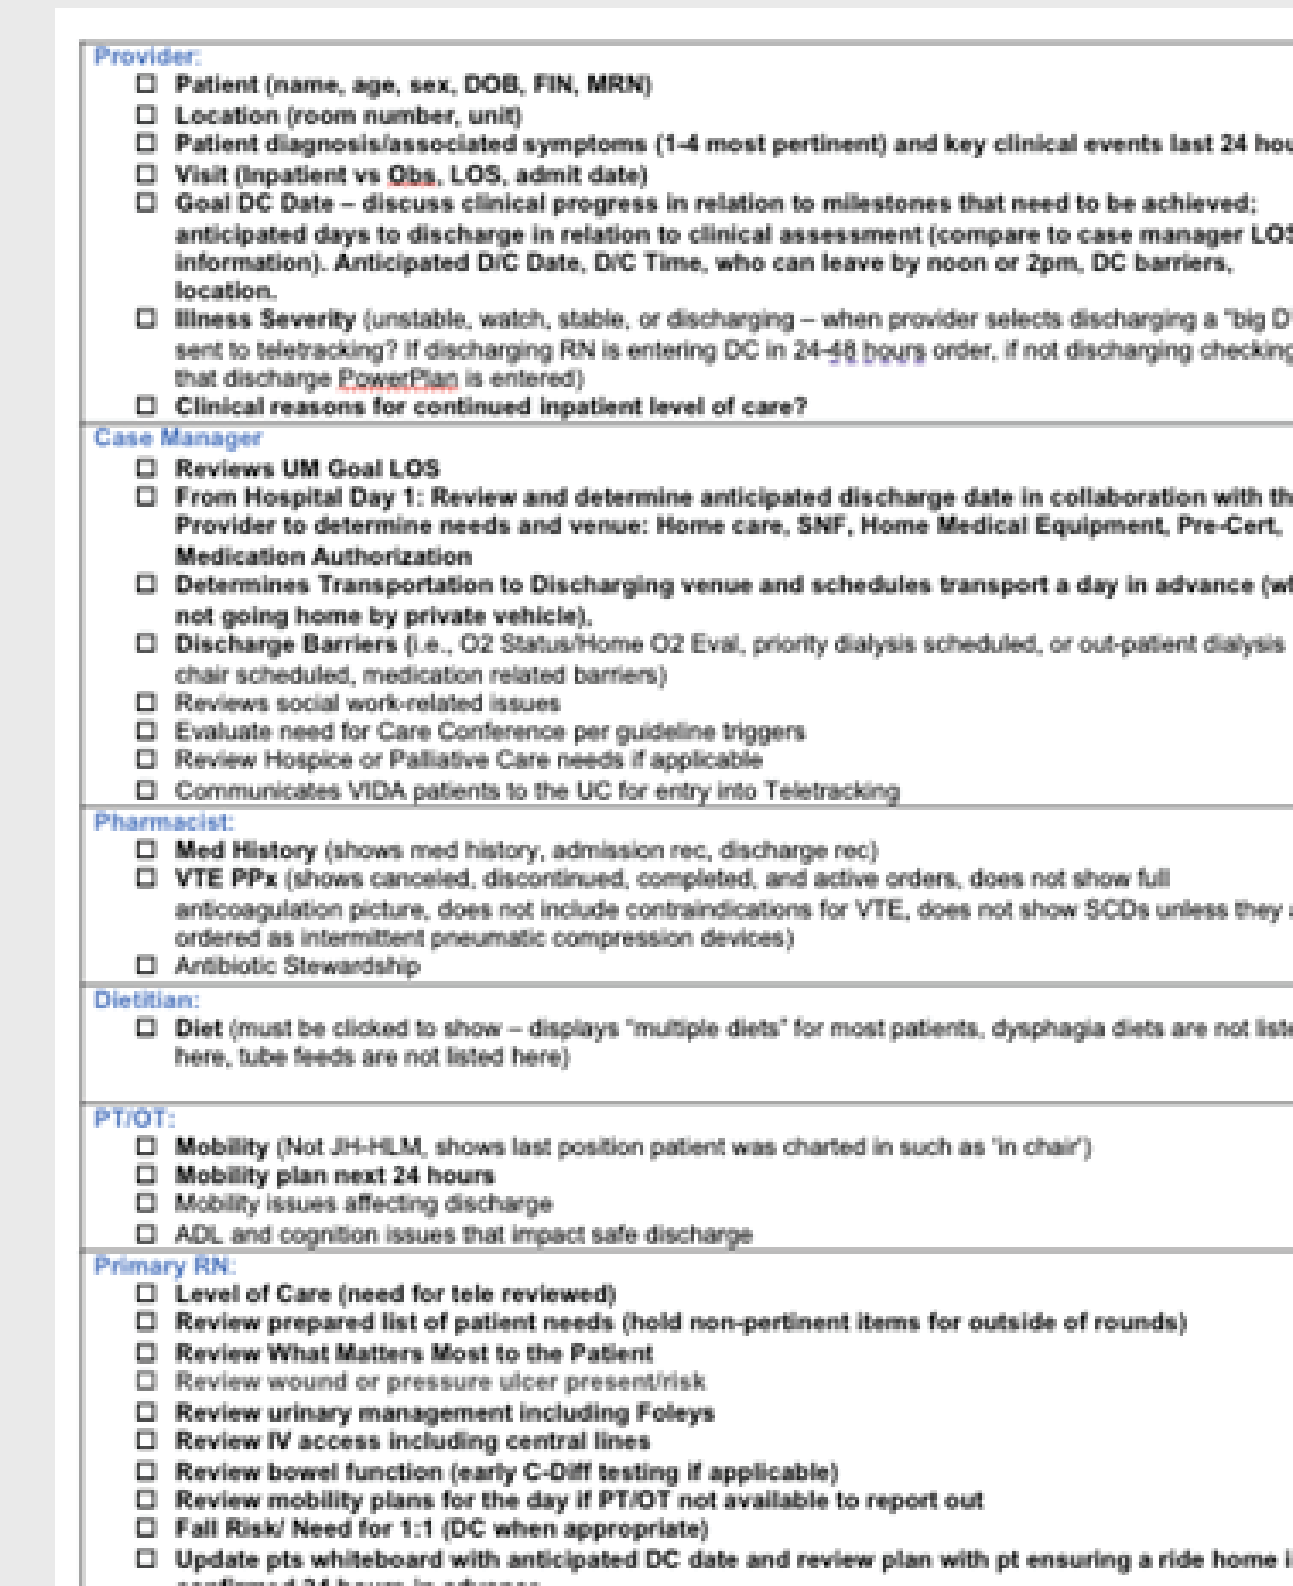 Provider:
☐ Patient (name, age, sex, DOB, FIN, MRN)
☐ Location (room number, unit)
☐ Patient diagnosis/associated symptoms (1-4 most pertinent) and key clinical events last 24 hou
☐ Visit (Inpatient vs Obs, LOS, admit date)
☐ Goal DC Date – discuss clinical progress in relation to milestones that need to be achieved;
anticipated days to discharge in relation to clinical assessment (compare to case manager LOS
information). Anticipated D/C Date, D/C Time, who can leave by noon or 2pm, DC barriers,
location.
☐ Illness Severity (unstable, watch, stable, or discharging – when provider selects discharging a "big D"
sent to teletracking? If discharging RN is entering DC in 24-48 hours order, if not discharging checking
that discharge PowerPlan is entered)
☐ Clinical reasons for continued inpatient level of care?
Case Manager
☐ Reviews UM Goal LOS
☐ From Hospital Day 1: Review and determine anticipated discharge date in collaboration with th
Provider to determine needs and venue: Home care, SNF, Home Medical Equipment, Pre-Cert,
Medication Authorization
☐ Determines Transportation to Discharging venue and schedules transport a day in advance (wh
not going home by private vehicle).
☐ Discharge Barriers (i.e., O2 Status/Home O2 Eval, priority dialysis scheduled, or out-patient dialysis
chair scheduled, medication related barriers)
☐ Reviews social work-related issues
☐ Evaluate need for Care Conference per guideline triggers
☐ Review Hospice or Palliative Care needs if applicable
☐ Communicates VIDA patients to the UC for entry into Teletracking
Pharmacist:
☐ Med History (shows med history, admission rec, discharge rec)
☐ VTE PPx (shows canceled, discontinued, completed, and active orders, does not show full
anticoagulation picture, does not include contraindications for VTE, does not show SCDs unless they
ordered as intermittent pneumatic compression devices)
☐ Antibiotic Stewardship
Dietitian:
☐ Diet (must be clicked to show – displays "multiple diets" for most patients, dysphagia diets are not liste
here, tube feeds are not listed here)
PT/OT:
☐ Mobility (Not JH-HLM, shows last position patient was charted in such as 'in chair')
☐ Mobility plan next 24 hours
☐ Mobility issues affecting discharge
☐ ADL and cognition issues that impact safe discharge
Primary RN:
☐ Level of Care (need for tele reviewed)
☐ Review prepared list of patient needs (hold non-pertinent items for outside of rounds)
☐ Review What Matters Most to the Patient
☐ Review wound or pressure ulcer present/risk
☐ Review urinary management including Foleys
☐ Review IV access including central lines
☐ Review bowel function (early C-Diff testing if applicable)
☐ Review mobility plans for the day if PT/OT not available to report out
☐ Fall Risk/ Need for 1:1 (DC when appropriate)
☐ Update pts whiteboard with anticipated DC date and review plan with pt ensuring a ride home i
confirmed 24 hours in advance